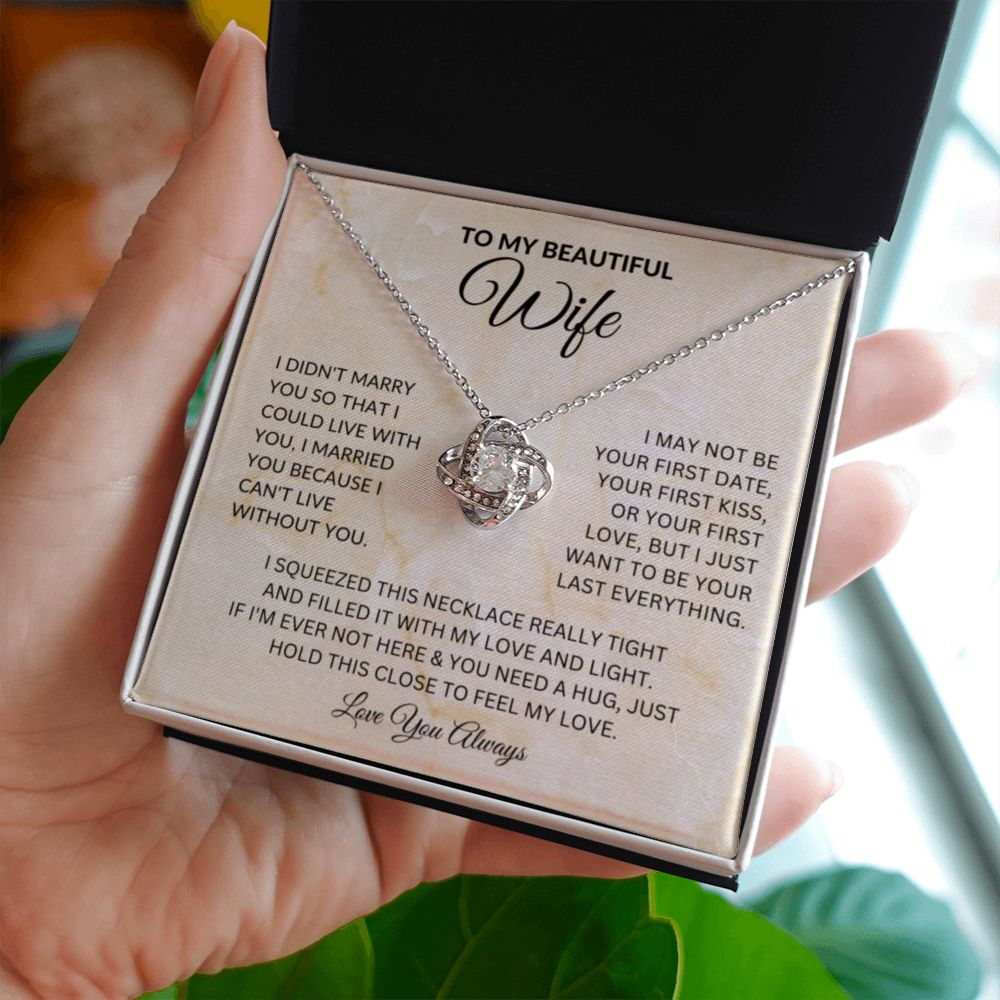 TO MY BEAUTIFUL
Wife
I DIDN'T MARRY
YOU SO THAT I
COULD LIVE WITH
YOU, I MARRIED
YOU BECAUSE I
CAN'T LIVE
WITHOUT YOU.
I MAY NOT BE
YOUR FIRST DATE,
YOUR FIRST KISS,
OR YOUR FIRST
LOVE, BUT I JUST
WANT TO BE YOUR
LAST EVERYTHING.
I SQUEEZED THIS NECKLACE REALLY TIGHT
AND FILLED IT WITH MY LOVE AND LIGHT.
IF I'M EVER NOT HERE & YOU NEED A HUG, JUST
HOLD THIS CLOSE TO FEEL MY LOVE.
Love You Always